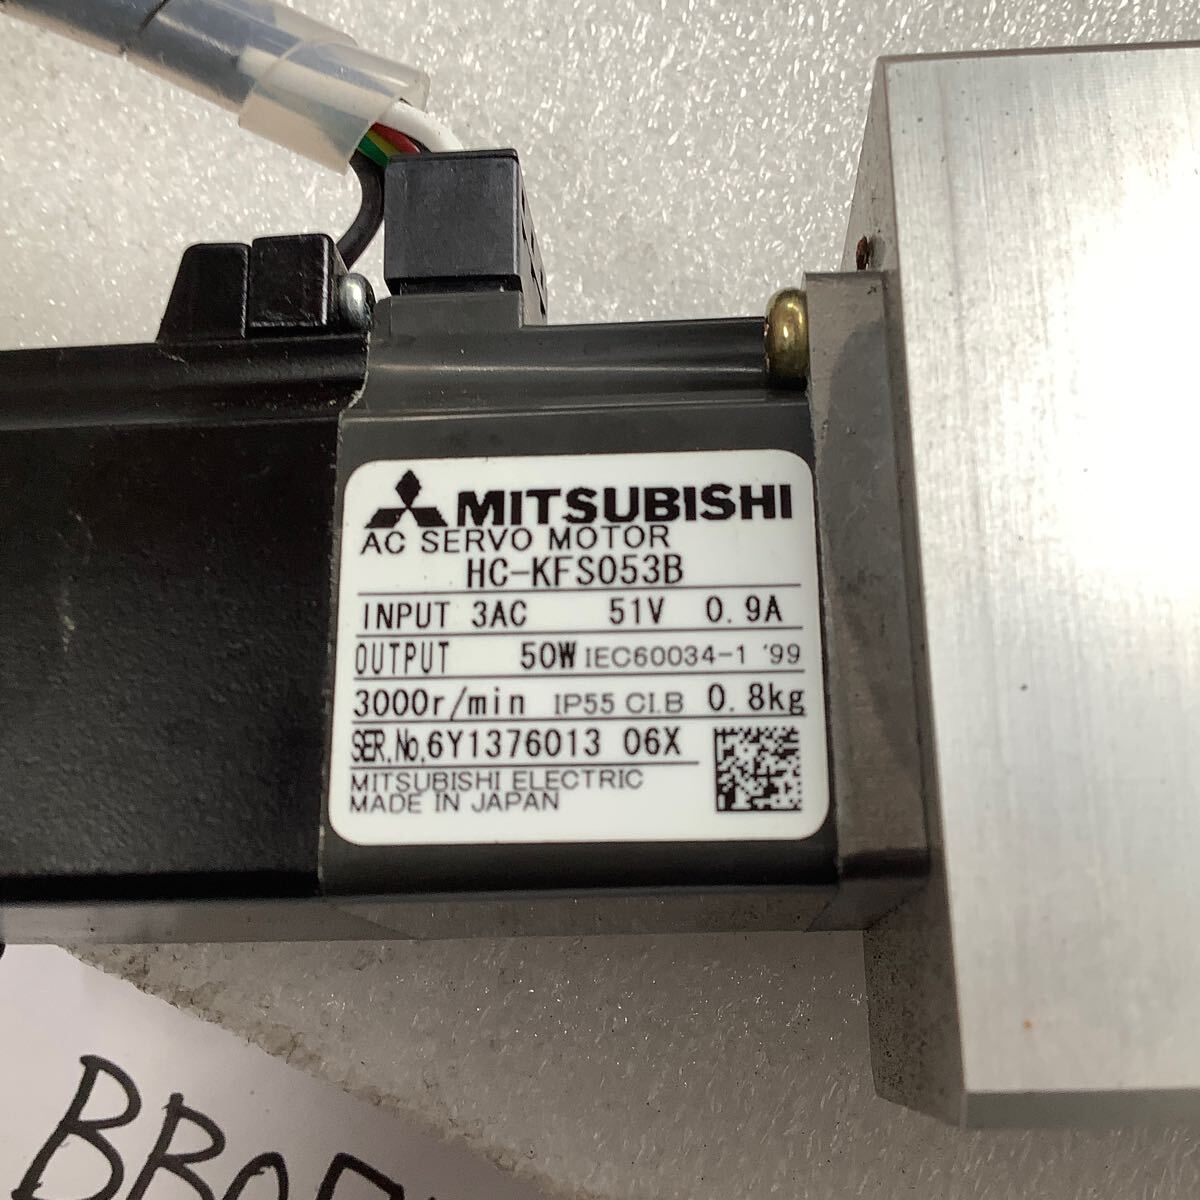 MITSUBISHI
AC SERVO MOTOR
HC-KFS053B
INPUT 3AC 51V 0.9A
OUTPUT 50W IEC60034-1 '99
3000r/min IP55 CI.B 0.8kg
SER.No.6Y1376013 06X
MITSUBISHI ELECTRIC
MADE IN JAPAN